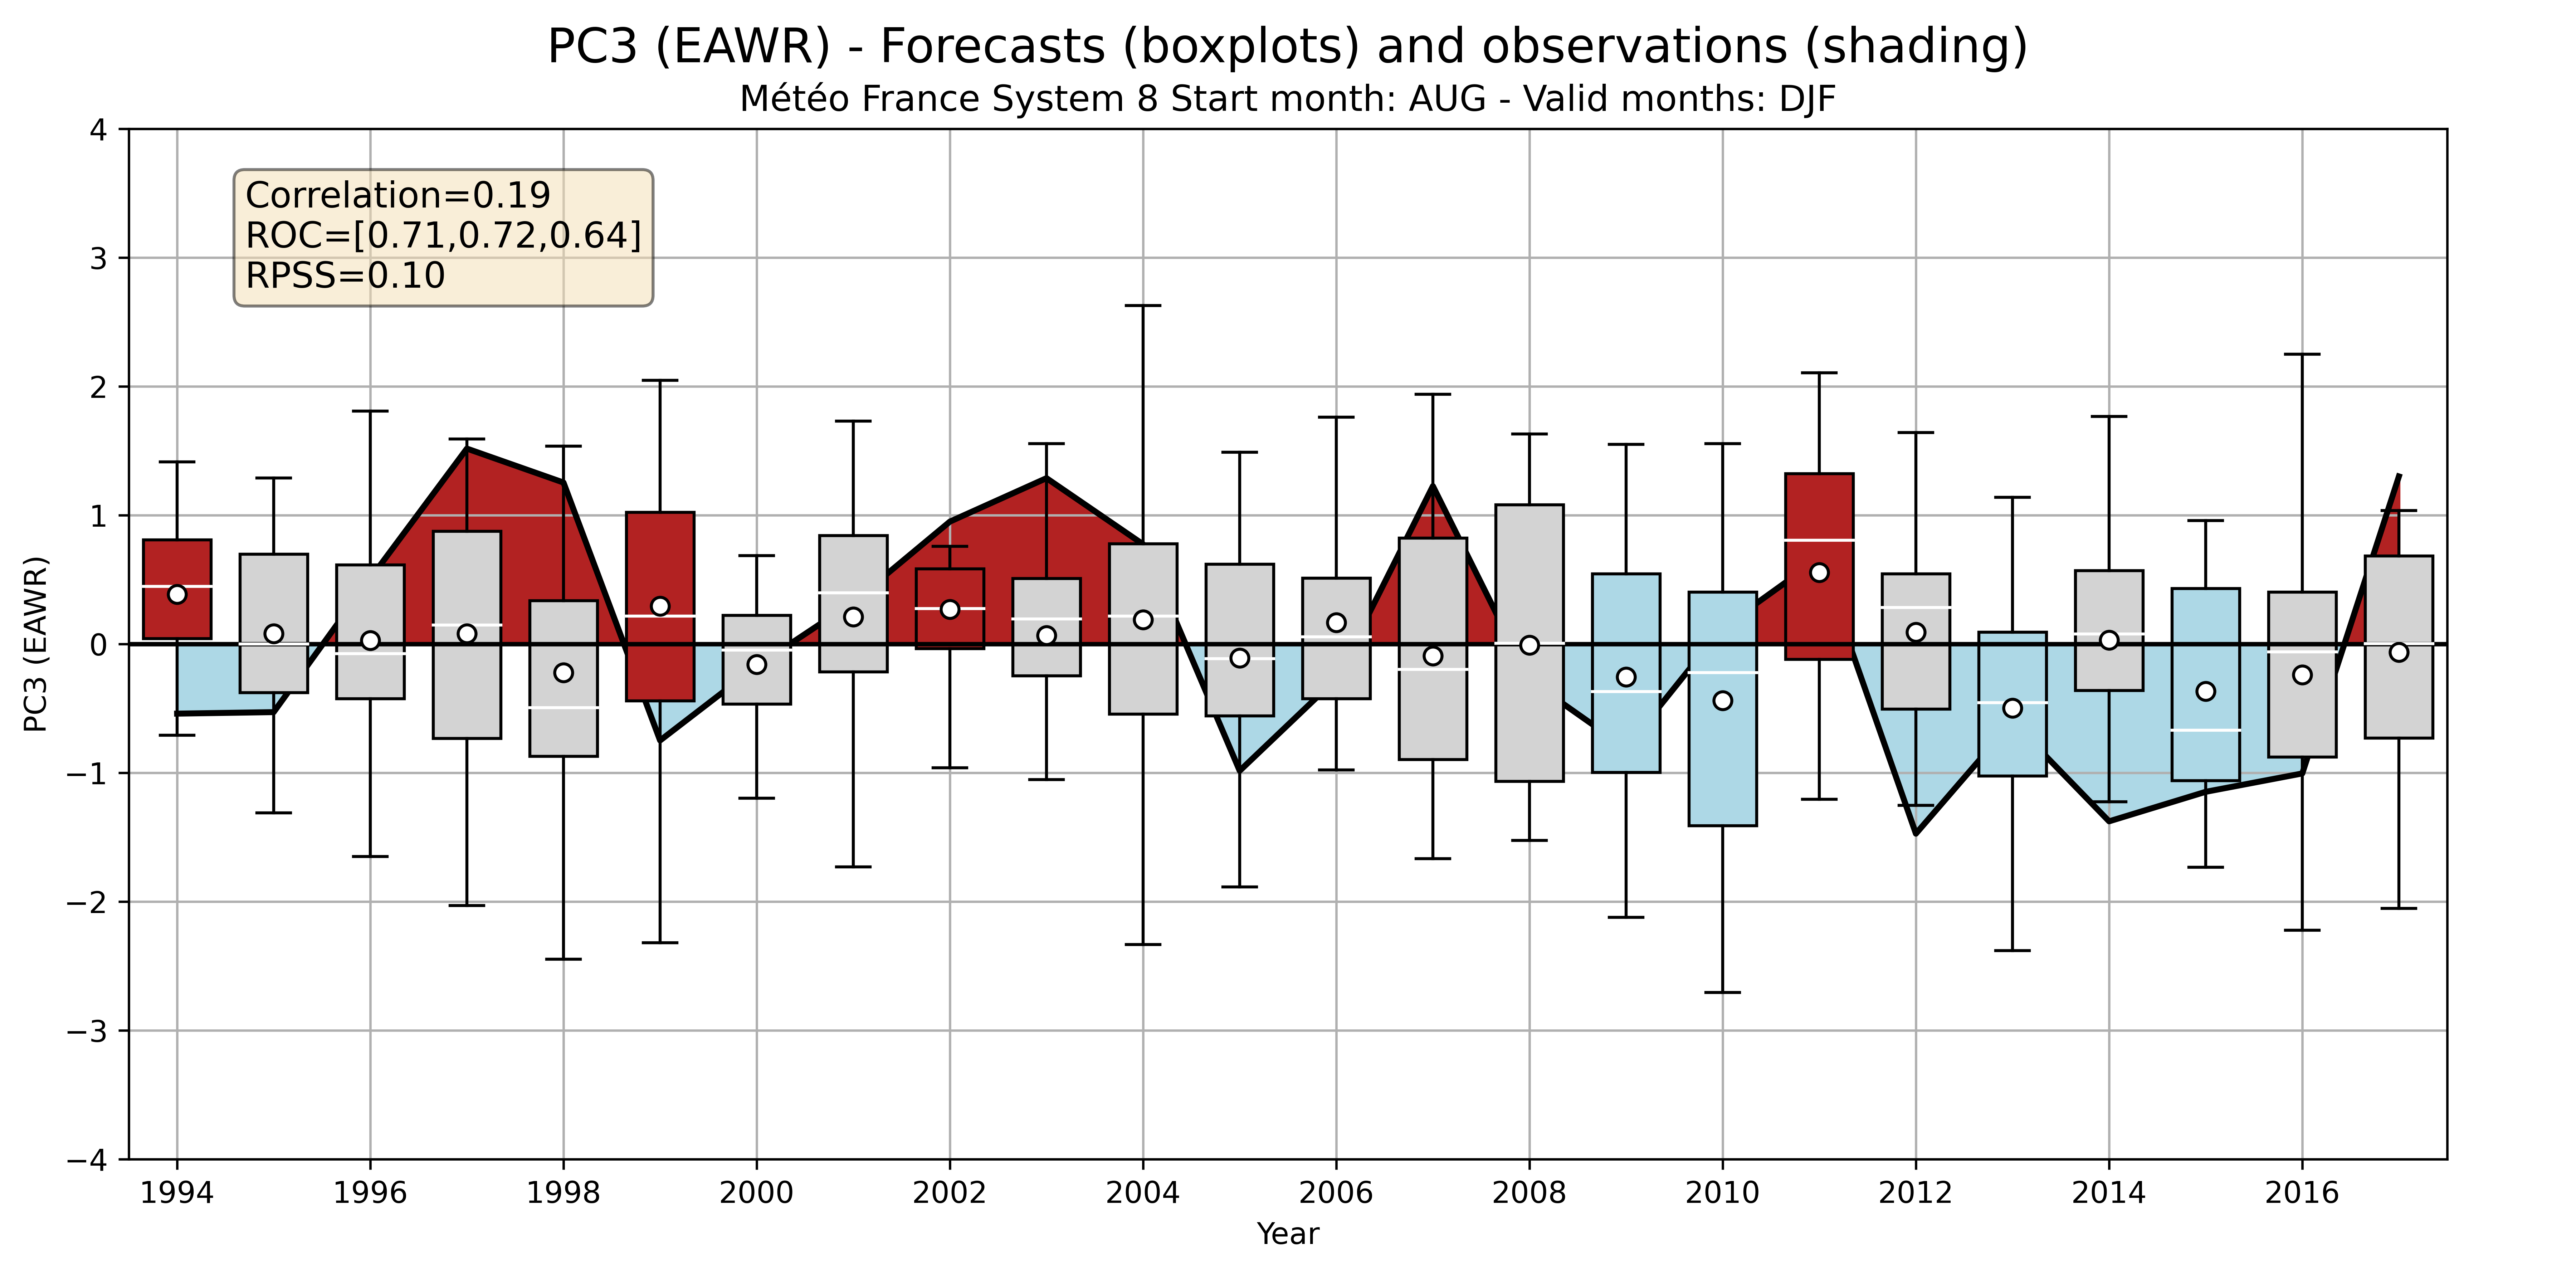 PC3 (EAWR) - Forecasts (boxplots) and observations (shading)
Météo France System 8 Start month: AUG - Valid months: DJF
Correlation=0.19
ROC=[0.71,0.72,0.64]
RPSS=0.10
PC3 (EAWR)
4
3
2
1
0
−1
−2
−3
−4
1994 1996 1998 2000 2002 2004 2006 2008 2010 2012 2014 2016
Year